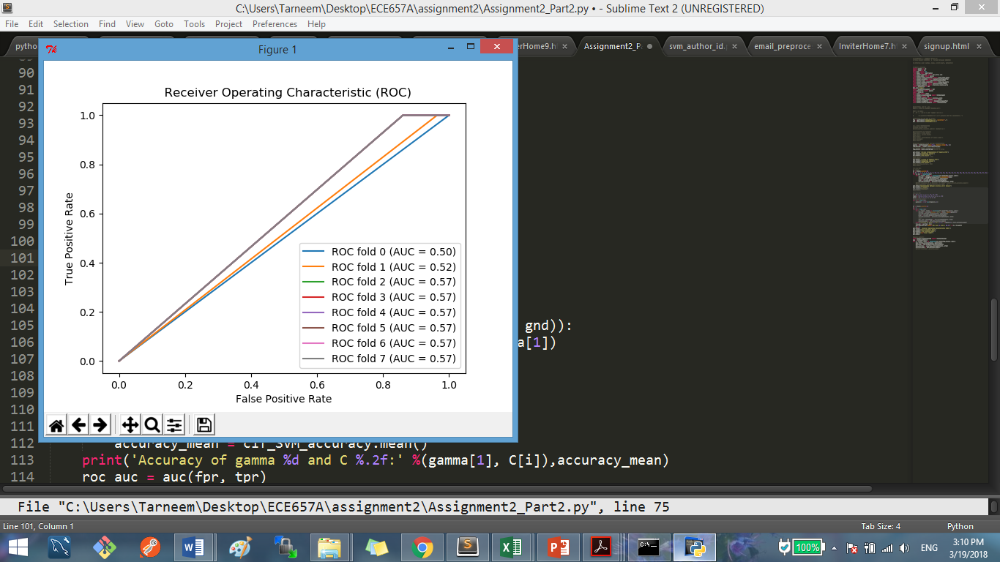 C:\Users\Tarneem\Desktop\ECE657A\assignment2\Assignment2_Part2.py • - Sublime Text 2 (UNREGISTERED)
File Edit Selection Find View Goto Tools Project Preferences Help
pytho
erHome9.h
Assignment2_P
svm_author_id.
email_preproce
InviterHome7.h
signup.html
Figure 1
Receiver Operating Characteristic (ROC)
True Positive Rate
1.0
0.8
0.6
0.4
0.2
0.0
ROC fold 0 (AUC = 0.50)
ROC fold 1 (AUC = 0.52)
ROC fold 2 (AUC = 0.57)
ROC fold 3 (AUC = 0.57)
ROC fold 4 (AUC = 0.57)
ROC fold 5 (AUC = 0.57)
ROC fold 6 (AUC = 0.57)
ROC fold 7 (AUC = 0.57)
0.0 0.2 0.4 0.6 0.8 1.0
False Positive Rate
90
91
92
93
94
95
96
97
98
99
100
101
102
103
104
105 gnd)):
106 a[1])
107
108
109
110
111
112 accuracy_mean = clf_SVM_accuracy.mean()
113 print('Accuracy of gamma %d and C %.2f:' %(gamma[1], C[i]),accuracy_mean)
114 roc_auc = auc(fpr, tpr)
File "C:\Users\Tarneem\Desktop\ECE657A\assignment2\Assignment2_Part2.py", line 75
Line 101, Column 1
Tab Size: 4
Python
100%
ENG
3:10 PM
3/19/2018